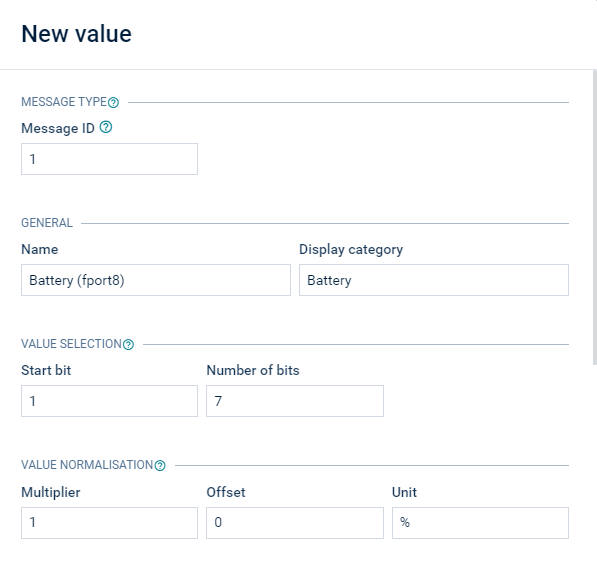 New value
MESSAGE TYPE
Message ID
1
GENERAL
Name Display category
Battery (fport8) Battery
VALUE SELECTION
Start bit Number of bits
1 7
VALUE NORMALISATION
Multiplier Offset Unit
1 0 %